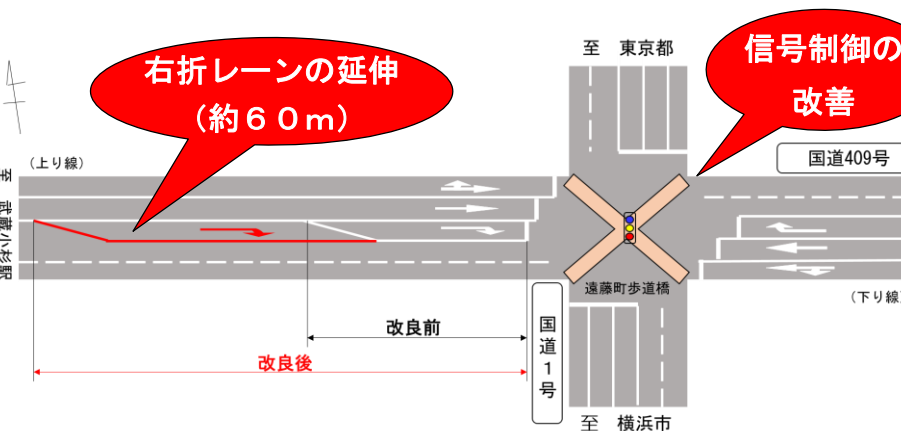 至 東京都
右折レーンの延伸
(約６０ｍ)
信号制御の
改善
(上り線)
国道409号
至 武蔵小杉駅
遠藤町歩道橋
(下り線)
改良前
国道1号
改良後
至 横浜市